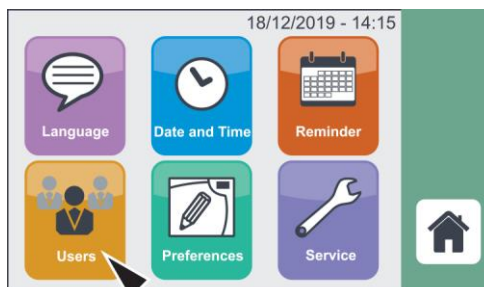 18/12/2019 - 14:15
Language
Date and Time
Reminder
Users
Preferences
Service